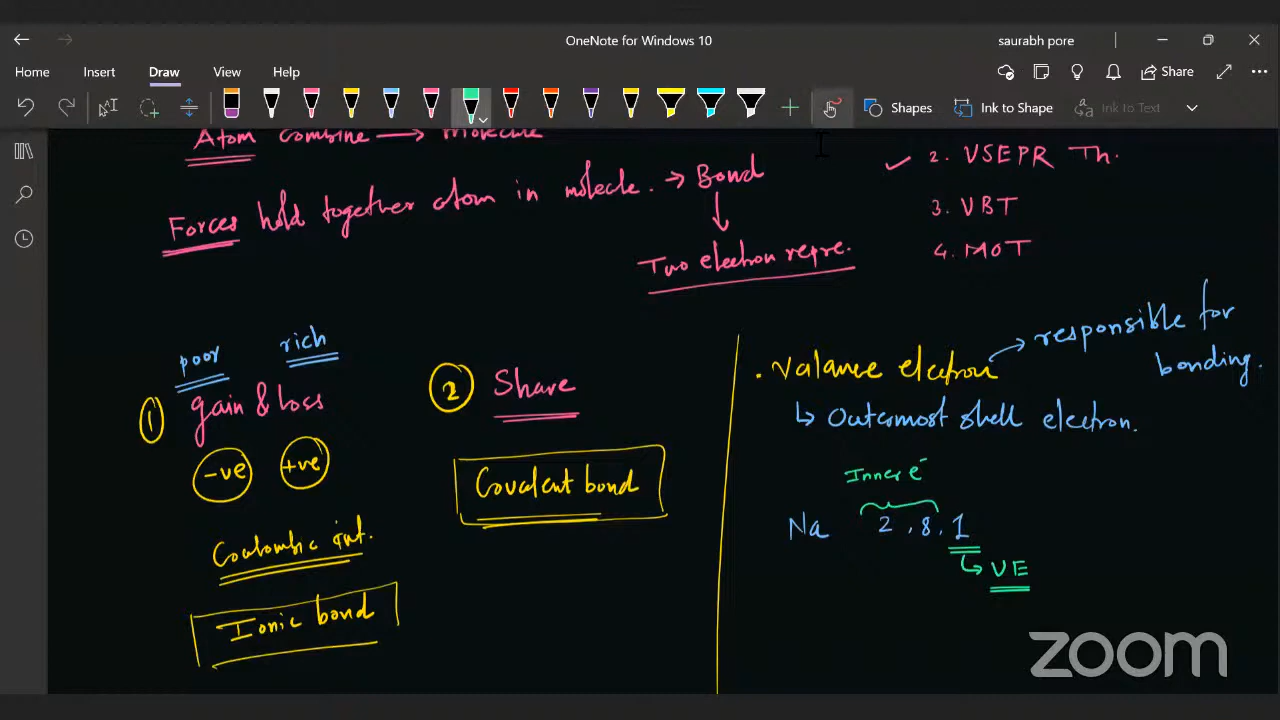 OneNote for Windows 10
saurabh pore
Home Insert Draw View Help
Share
Shapes Ink to Shape Ink to Text
Atom combine → Molecule
2. VSEPR Th.
Forces hold together atom in molecule. → Bond
3. VBT
Two electron repre.
4. MOT
poor rich
① gain & loss
-ve +ve
Coulombic int.
Ionic bond
② Share
Covalent bond
. Valance electron → responsible for
bonding.
↳ Outermost shell electron.
Inner e⁻
Na 2, 8, 1
↳ VE
zoom